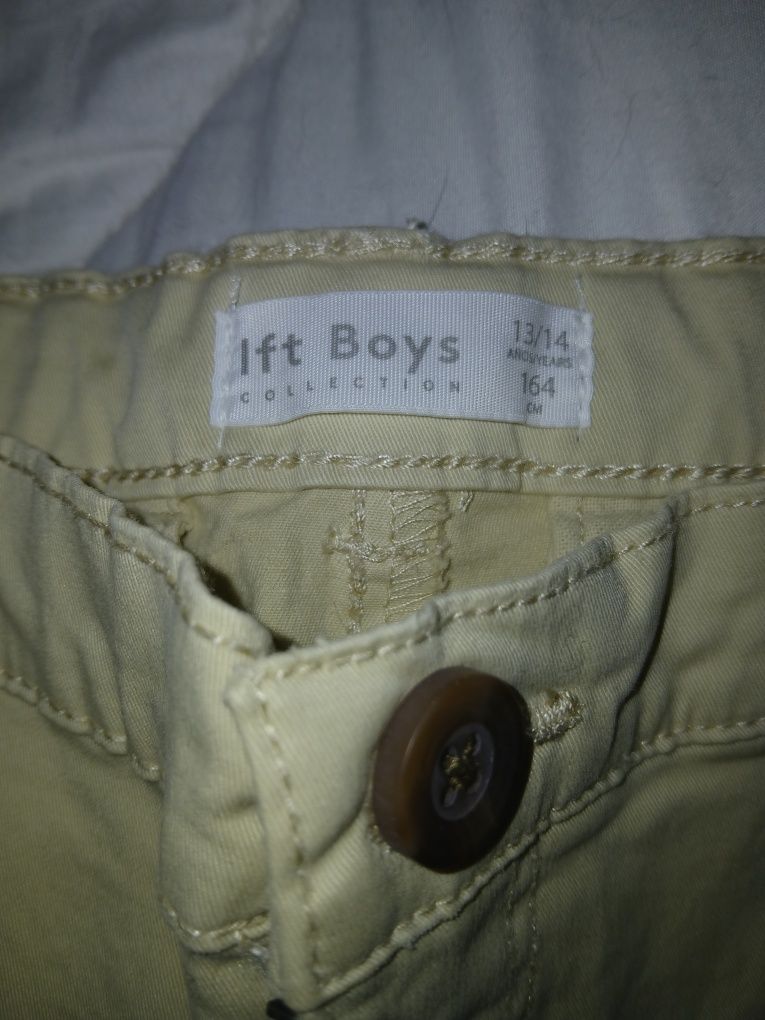 lft Boys
COLLECTION
13/14
AÑOS/YEARS
164
CM